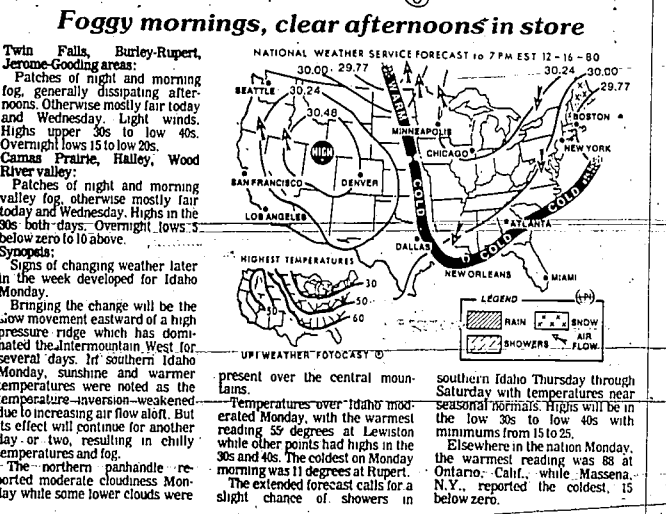 Foggy mornings, clear afternoons in store
Twin Falls, Burley-Rupert,
Jerome-Gooding areas:
Patches of night and morning
fog, generally dissipating after-
noons. Otherwise mostly fair today
and Wednesday. Light winds.
Highs upper 30s to low 40s.
Overnight lows 15 to low 20s.
Camas Prairie, Hailey, Wood
River valley:
Patches of night and morning
valley fog, otherwise mostly fair
today and Wednesday. Highs in the
30s both days. Overnight lows 5
below zero to 10 above.
Synopsis:
Signs of changing weather later
in the week developed for Idaho
Monday.
Bringing the change will be the
slow movement eastward of a high
pressure ridge which has domi-
nated the Intermountain West for
several days. In southern Idaho
Monday, sunshine and warmer
temperatures were noted as the
temperature inversion weakened
due to increasing air flow aloft. But
its effect will continue for another
day or two, resulting in chilly
temperatures and fog.
The northern panhandle re-
ported moderate cloudiness Mon-
day while some lower clouds were
NATIONAL WEATHER SERVICE FORECAST to 7 PM EST 12-16-80
30.00 29.77
30.24
30.48
30.24 30.00
29.77
SEATTLE
WARM
MINNEAPOLIS
BOSTON
NEW YORK
CHICAGO
HIGH
SAN FRANCISCO
DENVER
COLD
COLD
LOS ANGELES
ATLANTA
COLD
DALLAS
NEW ORLEANS
MIAMI
HIGHEST TEMPERATURES
30
50
50
60
LEGEND
UPI
RAIN
SNOW
SHOWERS
AIR
FLOW
UPI WEATHER FOTOCAST
present over the central moun-
tains.
Temperatures over Idaho mod-
erated Monday, with the warmest
reading 55 degrees at Lewiston
while other points had highs in the
30s and 40s. The coldest on Monday
morning was 11 degrees at Rupert.
The extended forecast calls for a
slight chance of showers in
southern Idaho Thursday through
Saturday with temperatures near
seasonal normals. Highs will be in
the low 30s to low 40s with
minimums from 15 to 25.
Elsewhere in the nation Monday,
the warmest reading was 88 at
Ontario, Calif., while Massena,
N.Y., reported the coldest, 15
below zero.